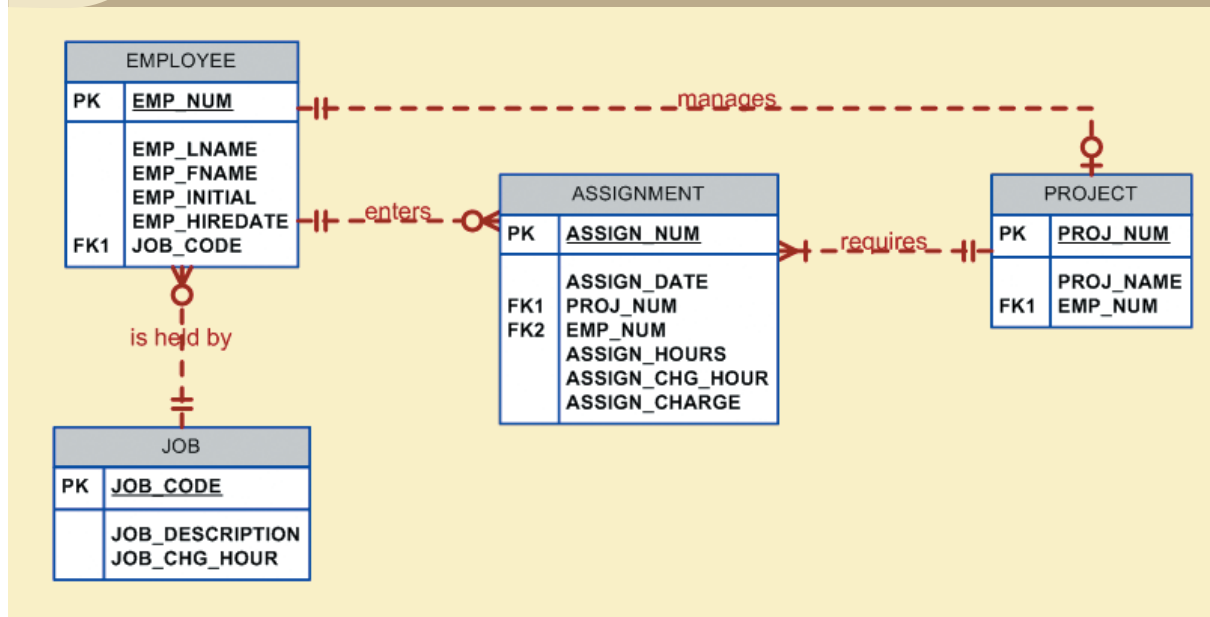 EMPLOYEE
PK EMP_NUM
EMP_LNAME
EMP_FNAME
EMP_INITIAL
EMP_HIREDATE
FK1 JOB_CODE
manages
enters
ASSIGNMENT
PK ASSIGN_NUM
ASSIGN_DATE
FK1 PROJ_NUM
FK2 EMP_NUM
ASSIGN_HOURS
ASSIGN_CHG_HOUR
ASSIGN_CHARGE
requires
PROJECT
PK PROJ_NUM
PROJ_NAME
FK1 EMP_NUM
is held by
JOB
PK JOB_CODE
JOB_DESCRIPTION
JOB_CHG_HOUR